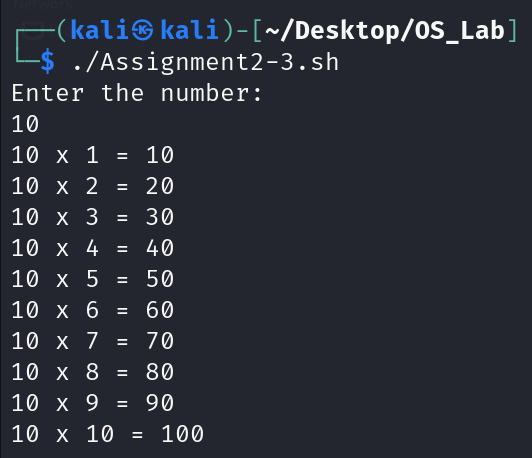 Network
┌──(kali㉿kali)-[~/Desktop/OS_Lab]
└─$ ./Assignment2-3.sh
Enter the number:
10
10 x 1 = 10
10 x 2 = 20
10 x 3 = 30
10 x 4 = 40
10 x 5 = 50
10 x 6 = 60
10 x 7 = 70
10 x 8 = 80
10 x 9 = 90
10 x 10 = 100